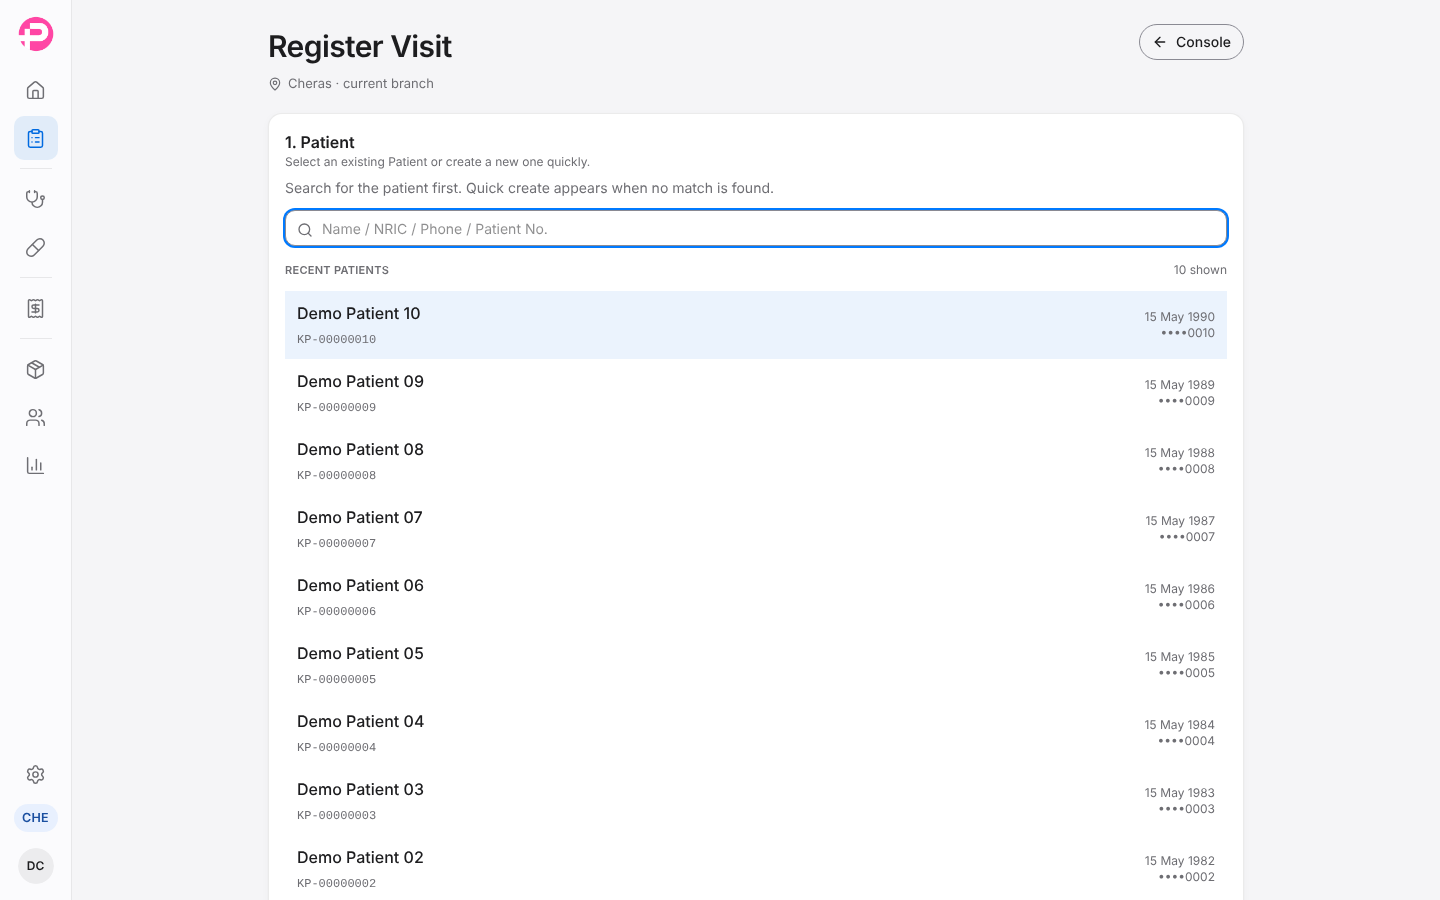 Register Visit
← Console
Cheras · current branch
1. Patient
Select an existing Patient or create a new one quickly.
Search for the patient first. Quick create appears when no match is found.
Name / NRIC / Phone / Patient No.
RECENT PATIENTS
10 shown
Demo Patient 10
15 May 1990
KP-00000010
••••0010
Demo Patient 09
15 May 1989
KP-00000009
••••0009
Demo Patient 08
15 May 1988
KP-00000008
••••0008
Demo Patient 07
15 May 1987
KP-00000007
••••0007
Demo Patient 06
15 May 1986
KP-00000006
••••0006
Demo Patient 05
15 May 1985
KP-00000005
••••0005
Demo Patient 04
15 May 1984
KP-00000004
••••0004
Demo Patient 03
15 May 1983
KP-00000003
••••0003
Demo Patient 02
15 May 1982
KP-00000002
••••0002
CHE
DC